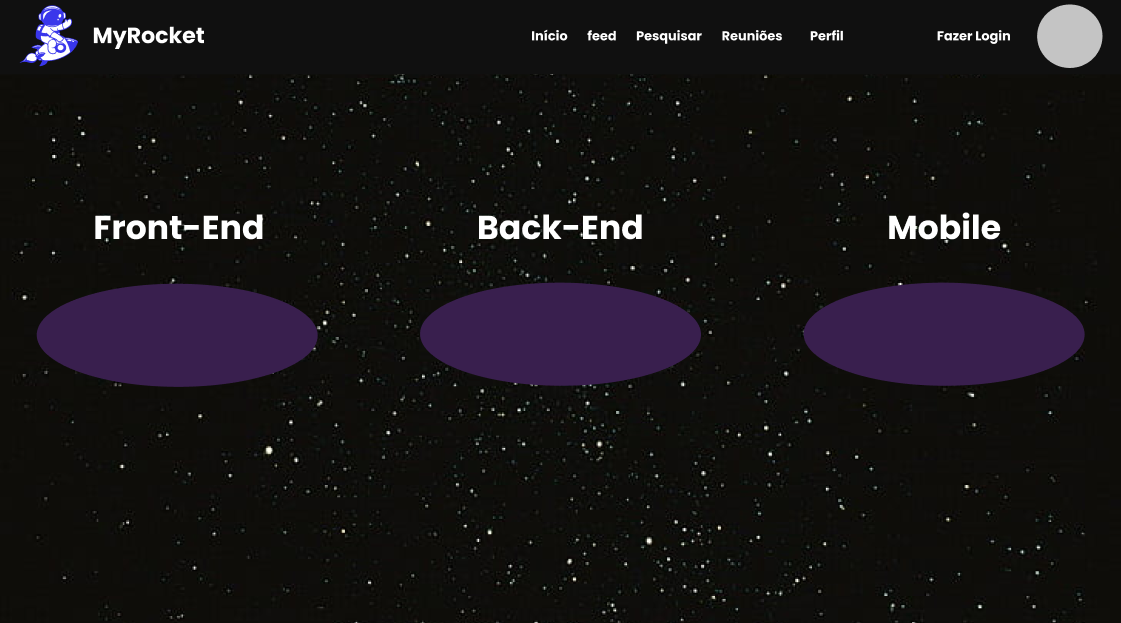 MyRocket
Início feed Pesquisar Reuniões Perfil Fazer Login
Front-End Back-End Mobile